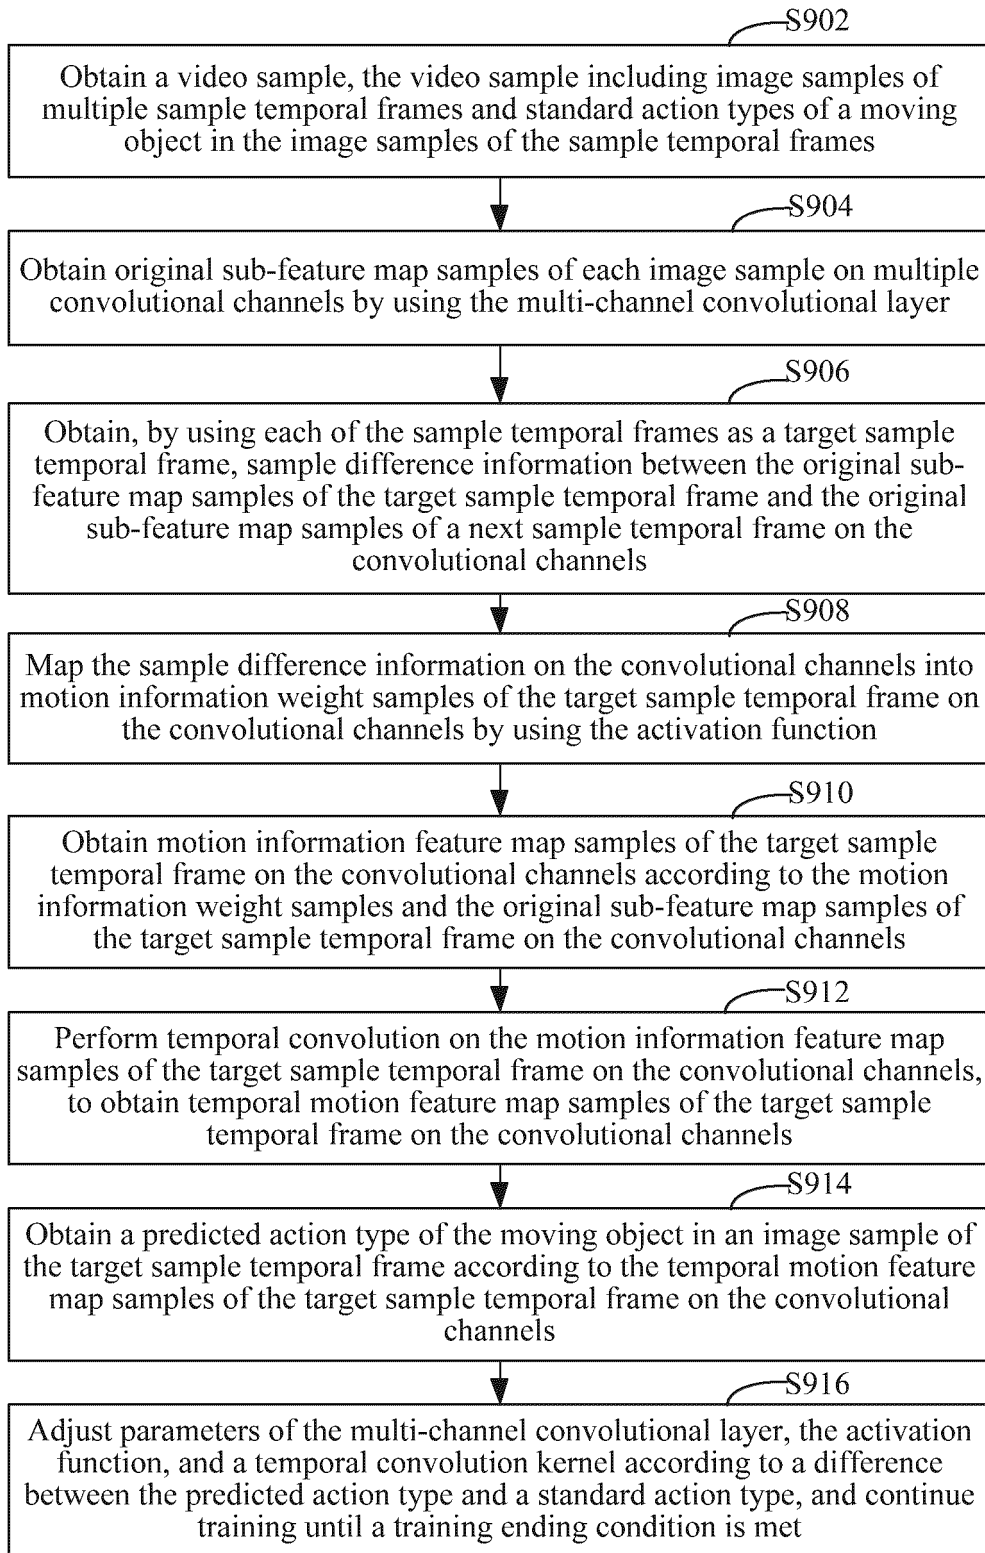 S902
Obtain a video sample, the video sample including image samples of
multiple sample temporal frames and standard action types of a moving
object in the image samples of the sample temporal frames
S904
Obtain original sub-feature map samples of each image sample on multiple
convolutional channels by using the multi-channel convolutional layer
S906
Obtain, by using each of the sample temporal frames as a target sample
temporal frame, sample difference information between the original sub-
feature map samples of the target sample temporal frame and the original
sub-feature map samples of a next sample temporal frame on the
convolutional channels
S908
Map the sample difference information on the convolutional channels into
motion information weight samples of the target sample temporal frame on
the convolutional channels by using the activation function
S910
Obtain motion information feature map samples of the target sample
temporal frame on the convolutional channels according to the motion
information weight samples and the original sub-feature map samples of
the target sample temporal frame on the convolutional channels
S912
Perform temporal convolution on the motion information feature map
samples of the target sample temporal frame on the convolutional channels,
to obtain temporal motion feature map samples of the target sample
temporal frame on the convolutional channels
S914
Obtain a predicted action type of the moving object in an image sample of
the target sample temporal frame according to the temporal motion feature
map samples of the target sample temporal frame on the convolutional
channels
S916
Adjust parameters of the multi-channel convolutional layer, the activation
function, and a temporal convolution kernel according to a difference
between the predicted action type and a standard action type, and continue
training until a training ending condition is met